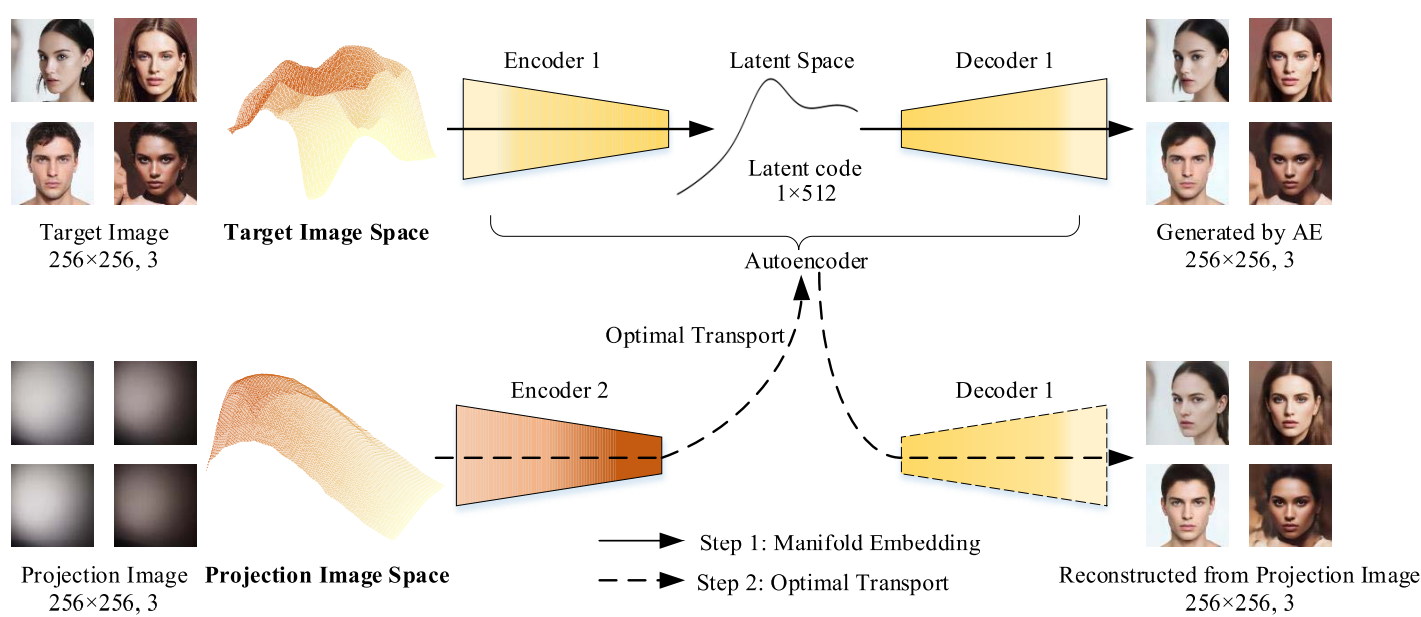 Encoder 1
Latent Space
Decoder 1
Latent code
1×512
Target Image
256×256, 3
Target Image Space
Generated by AE
256×256, 3
Autoencoder
Optimal Transport
Encoder 2
Decoder 1
Step 1: Manifold Embedding
Step 2: Optimal Transport
Projection Image
256×256, 3
Projection Image Space
Reconstructed from Projection Image
256×256, 3